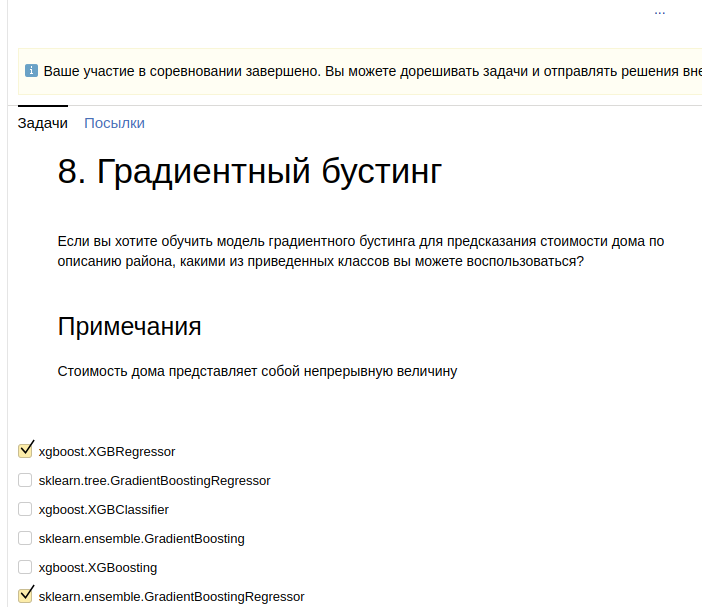 ...
Ваше участие в соревновании завершено. Вы можете дорешивать задачи и отправлять решения вне
Задачи Посылки
8. Градиентный бустинг
Если вы хотите обучить модель градиентного бустинга для предсказания стоимости дома по
описанию района, какими из приведенных классов вы можете воспользоваться?
Примечания
Стоимость дома представляет собой непрерывную величину
xgboost.XGBRegressor
sklearn.tree.GradientBoostingRegressor
xgboost.XGBClassifier
sklearn.ensemble.GradientBoosting
xgboost.XGBoosting
sklearn.ensemble.GradientBoostingRegressor